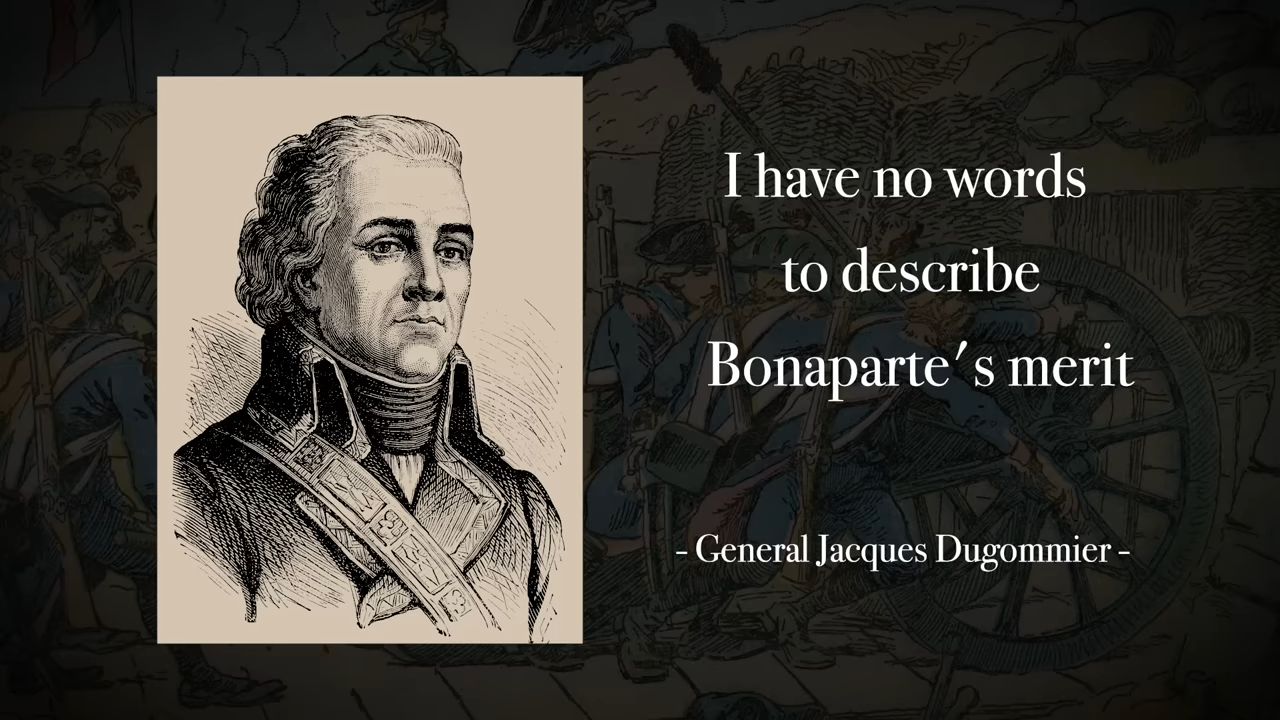 I have no words
to describe
Bonaparte's merit
- General Jacques Dugommier -